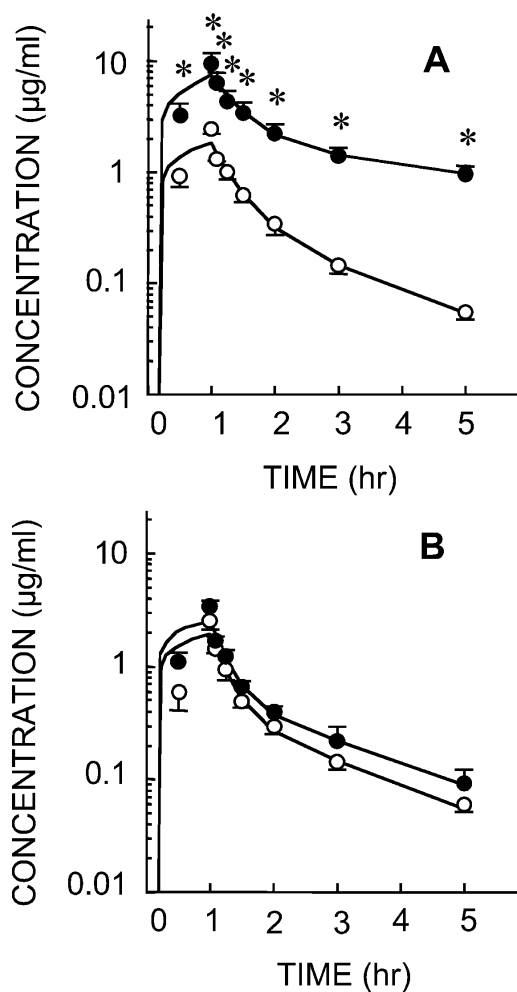 A
* * * * * * * *
CONCENTRATION (µg/ml)
10
1
0.1
0.01
0 1 2 3 4 5
TIME (hr)
B
CONCENTRATION (µg/ml)
10
1
0.1
0.01
0 1 2 3 4 5
TIME (hr)